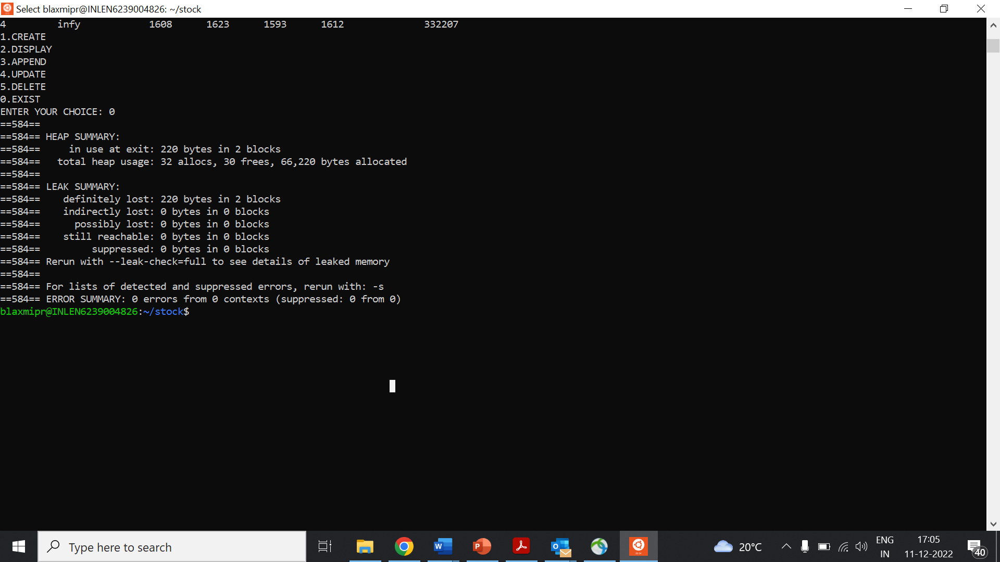 Select blaxmipr@INLEN6239004826: ~/stock
4 infy 1608 1623 1593 1612 332207
1.CREATE
2.DISPLAY
3.APPEND
4.UPDATE
5.DELETE
0.EXIST
ENTER YOUR CHOICE: 0
==584==
==584== HEAP SUMMARY:
==584== in use at exit: 220 bytes in 2 blocks
==584== total heap usage: 32 allocs, 30 frees, 66,220 bytes allocated
==584==
==584== LEAK SUMMARY:
==584== definitely lost: 220 bytes in 2 blocks
==584== indirectly lost: 0 bytes in 0 blocks
==584== possibly lost: 0 bytes in 0 blocks
==584== still reachable: 0 bytes in 0 blocks
==584== suppressed: 0 bytes in 0 blocks
==584== Rerun with --leak-check=full to see details of leaked memory
==584==
==584== For lists of detected and suppressed errors, rerun with: -s
==584== ERROR SUMMARY: 0 errors from 0 contexts (suppressed: 0 from 0)
blaxmipr@INLEN6239004826:~/stock$
Type here to search
W
P
O
20°C
ENG
IN
17:05
11-12-2022
40